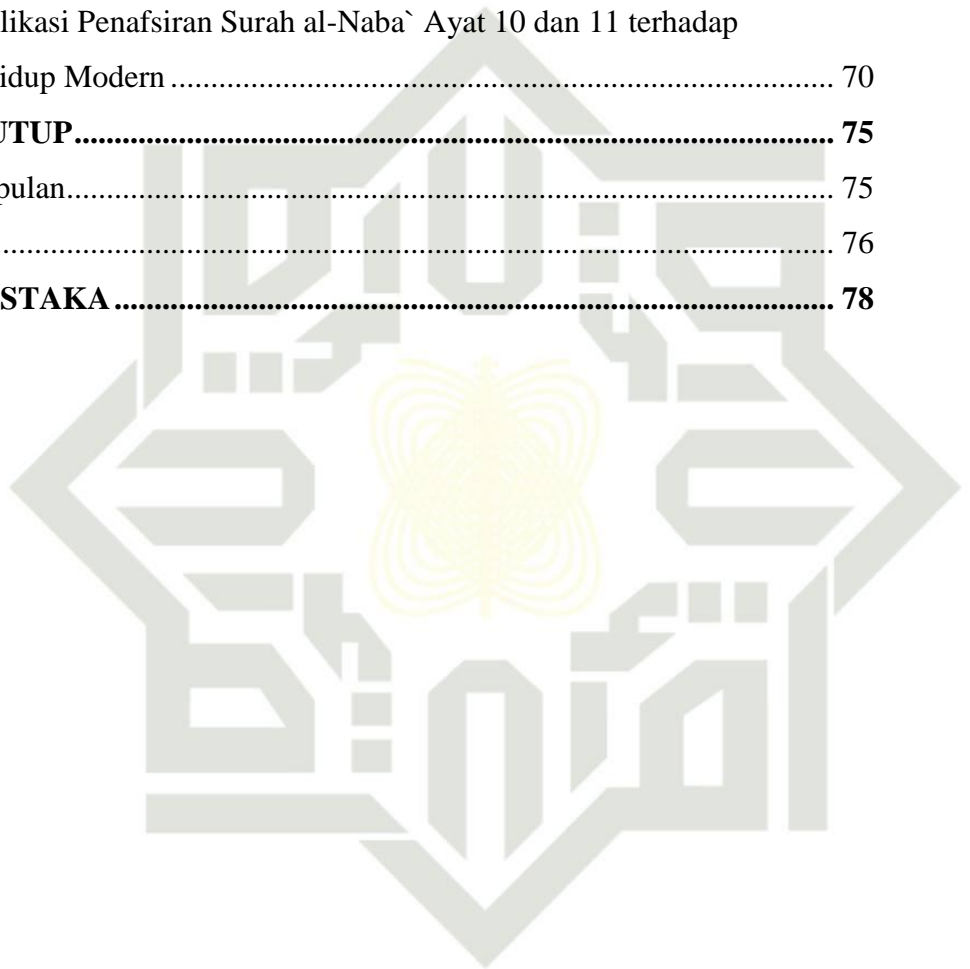 likasi Penafsiran Surah al-Naba` Ayat 10 dan 11 terhadap
idup Modern .................................................................................... 70
UTUP................................................................................................ 75
pulan................................................................................................. 75
......................................................................................................... 76
STAKA ............................................................................................ 78